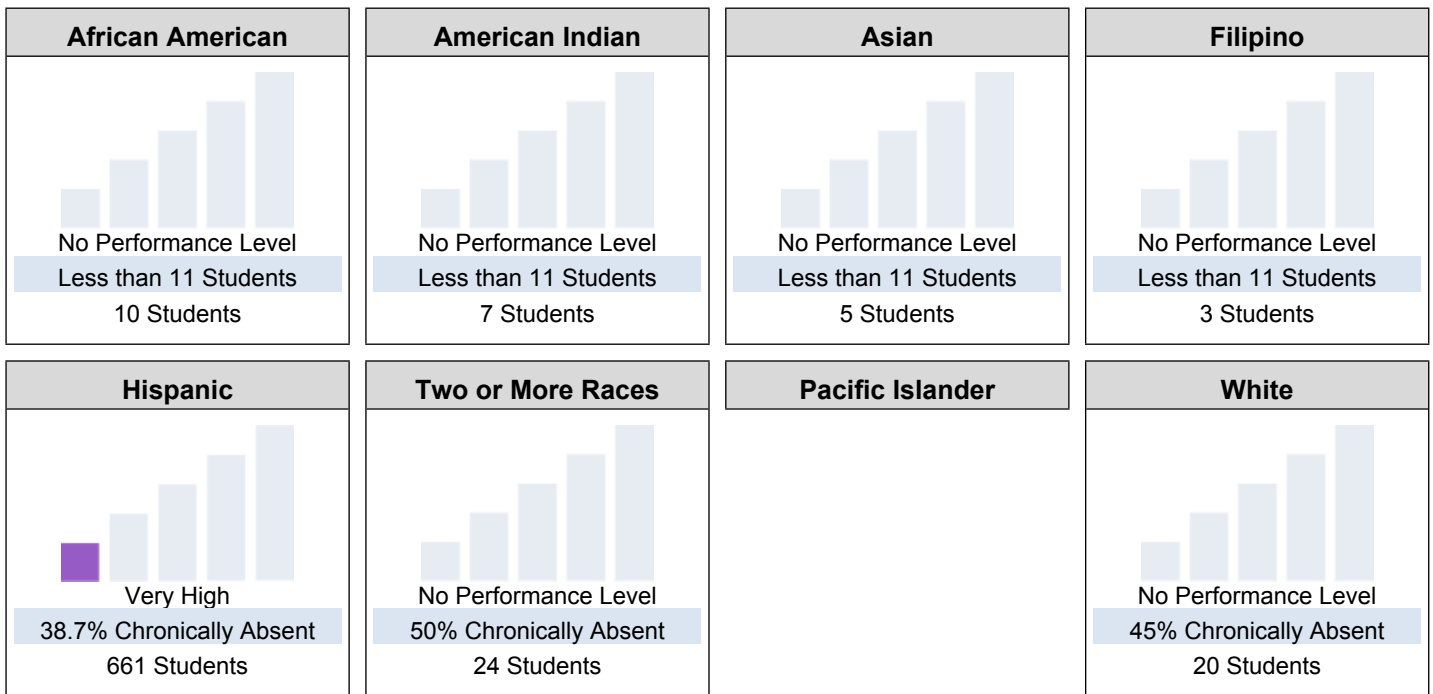 African American
No Performance Level
Less than 11 Students
10 Students
American Indian
No Performance Level
Less than 11 Students
7 Students
Asian
No Performance Level
Less than 11 Students
5 Students
Filipino
No Performance Level
Less than 11 Students
3 Students
Hispanic
Very High
38.7% Chronically Absent
661 Students
Two or More Races
No Performance Level
50% Chronically Absent
24 Students
Pacific Islander
White
No Performance Level
45% Chronically Absent
20 Students